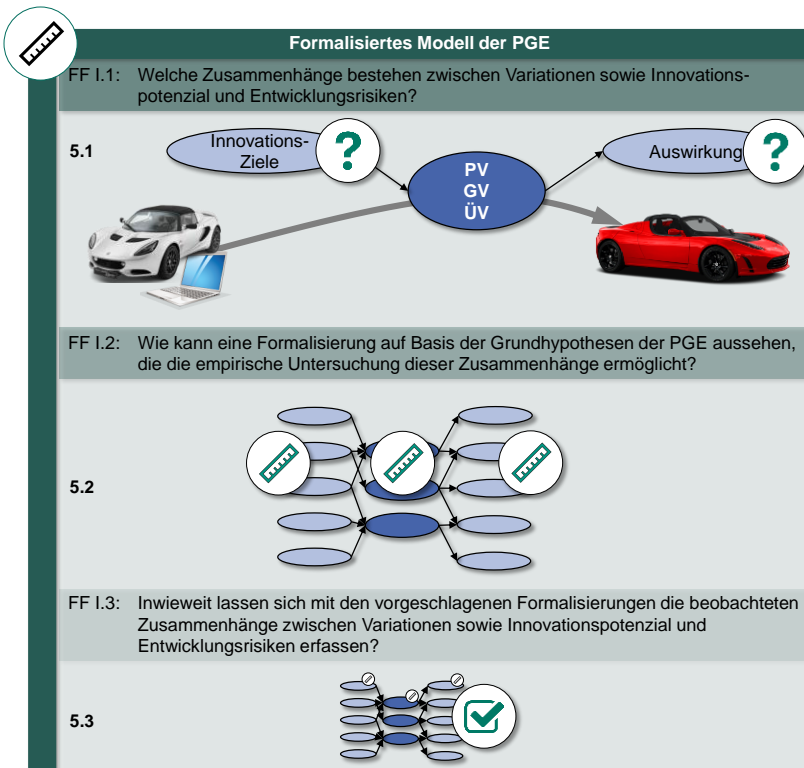 Formalisiertes Modell der PGE
FF I.1: Welche Zusammenhänge bestehen zwischen Variationen sowie Innovations-
potenzial und Entwicklungsrisiken?
5.1
Innovations-
Ziele
?
PV
GV
ÜV
Auswirkung
?
FF I.2: Wie kann eine Formalisierung auf Basis der Grundhypothesen der PGE aussehen,
die die empirische Untersuchung dieser Zusammenhänge ermöglicht?
5.2
FF I.3: Inwieweit lassen sich mit den vorgeschlagenen Formalisierungen die beobachteten
Zusammenhänge zwischen Variationen sowie Innovationspotenzial und
Entwicklungsrisiken erfassen?
5.3